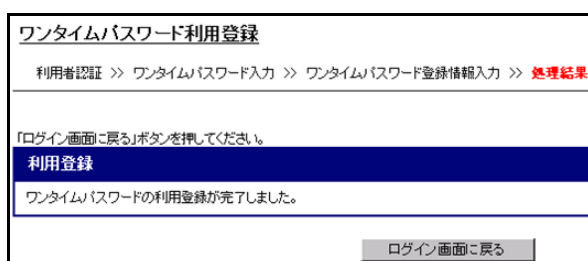 ワンタイムパスワード利用登録
利用者認証 >> ワンタイムパスワード入力 >> ワンタイムパスワード登録情報入力 >> 処理結果
「ログイン画面に戻る」ボタンを押してください。
利用登録
ワンタイムパスワードの利用登録が完了しました。
ログイン画面に戻る